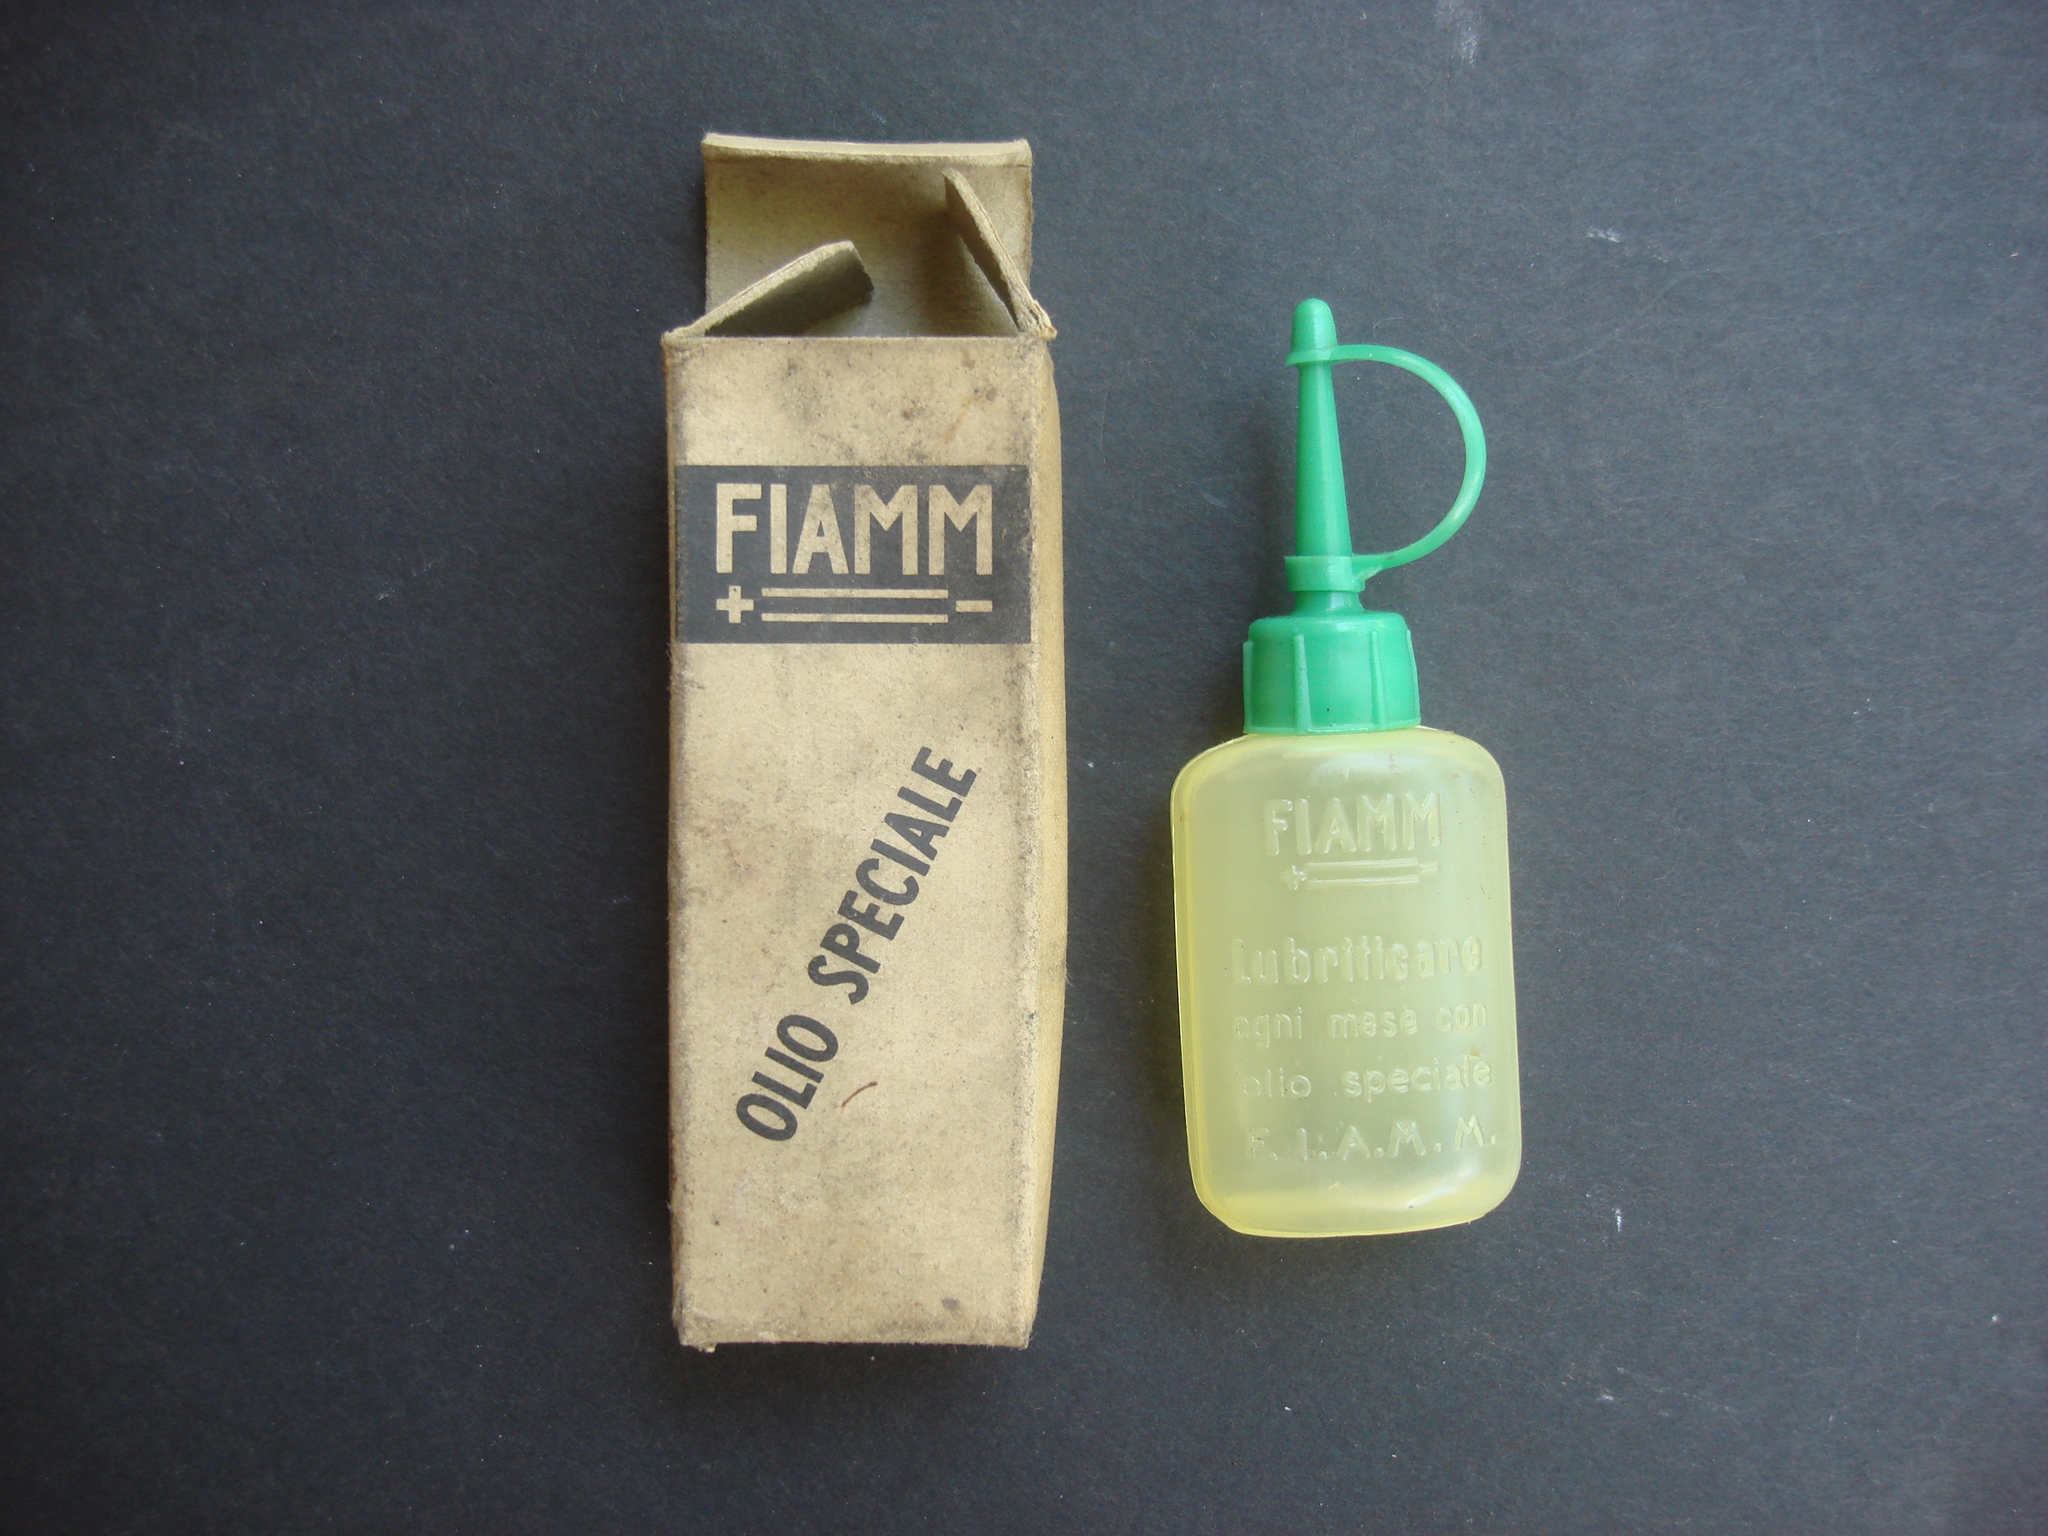 FIAMM
+ -
OLIO SPECIALE
FIAMM
+ -
Lubrificare
ogni mese con
olio speciale
F. I. A. M. M.